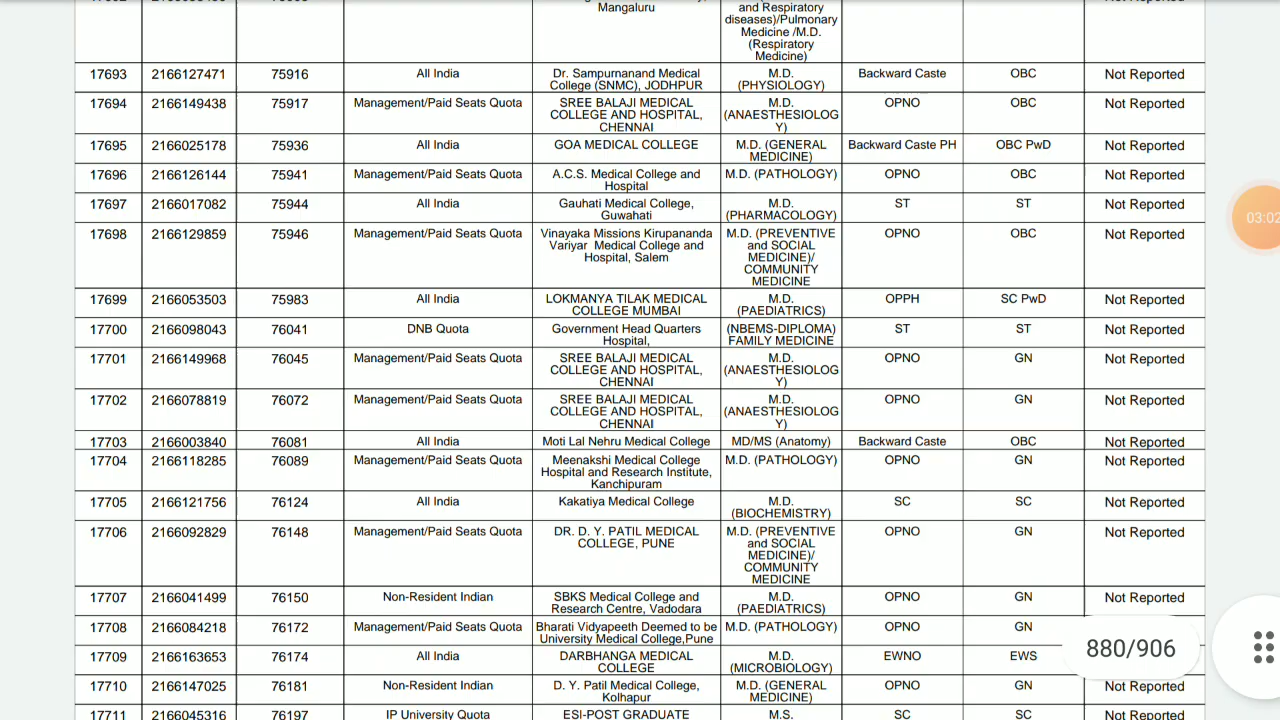 Mangaluru and Respiratory
diseases)/Pulmonary
Medicine /M.D.
(Respiratory
Medicine)
17693 2166127471 75916 All India Dr. Sampurnanand Medical M.D. Backward Caste OBC Not Reported
College (SNMC), JODHPUR (PHYSIOLOGY)
17694 2166149438 75917 Management/Paid Seats Quota SREE BALAJI MEDICAL M.D. OPNO OBC Not Reported
COLLEGE AND HOSPITAL, (ANAESTHESIOLOG
CHENNAI Y)
17695 2166025178 75936 All India GOA MEDICAL COLLEGE M.D. (GENERAL Backward Caste PH OBC PwD Not Reported
MEDICINE)
17696 2166126144 75941 Management/Paid Seats Quota A.C.S. Medical College and M.D. (PATHOLOGY) OPNO OBC Not Reported
Hospital
17697 2166017082 75944 All India Gauhati Medical College, M.D. ST ST Not Reported
Guwahati (PHARMACOLOGY)
17698 2166129859 75946 Management/Paid Seats Quota Vinayaka Missions Kirupananda M.D. (PREVENTIVE OPNO OBC Not Reported
Variyar Medical College and and SOCIAL
Hospital, Salem MEDICINE)/
COMMUNITY
MEDICINE
17699 2166053503 75983 All India LOKMANYA TILAK MEDICAL M.D. OPPH SC PwD Not Reported
COLLEGE MUMBAI (PAEDIATRICS)
17700 2166098043 76041 DNB Quota Government Head Quarters (NBEMS-DIPLOMA) ST ST Not Reported
Hospital, FAMILY MEDICINE
17701 2166149968 76045 Management/Paid Seats Quota SREE BALAJI MEDICAL M.D. OPNO GN Not Reported
COLLEGE AND HOSPITAL, (ANAESTHESIOLOG
CHENNAI Y)
17702 2166078819 76072 Management/Paid Seats Quota SREE BALAJI MEDICAL M.D. OPNO GN Not Reported
COLLEGE AND HOSPITAL, (ANAESTHESIOLOG
CHENNAI Y)
17703 2166003840 76081 All India Moti Lal Nehru Medical College MD/MS (Anatomy) Backward Caste OBC Not Reported
17704 2166118285 76089 Management/Paid Seats Quota Meenakshi Medical College M.D. (PATHOLOGY) OPNO GN Not Reported
Hospital and Research Institute,
Kanchipuram
17705 2166121756 76124 All India Kakatiya Medical College M.D. SC SC Not Reported
(BIOCHEMISTRY)
17706 2166092829 76148 Management/Paid Seats Quota DR. D. Y. PATIL MEDICAL M.D. (PREVENTIVE OPNO GN Not Reported
COLLEGE, PUNE and SOCIAL
MEDICINE)/
COMMUNITY
MEDICINE
17707 2166041499 76150 Non-Resident Indian SBKS Medical College and M.D. OPNO GN Not Reported
Research Centre, Vadodara (PAEDIATRICS)
17708 2166084218 76172 Management/Paid Seats Quota Bharati Vidyapeeth Deemed to be M.D. (PATHOLOGY) OPNO GN
University Medical College,Pune
17709 2166163653 76174 All India DARBHANGA MEDICAL M.D. EWNO EWS
COLLEGE (MICROBIOLOGY)
17710 2166147025 76181 Non-Resident Indian D. Y. Patil Medical College, M.D. (GENERAL OPNO GN Not Reported
Kolhapur MEDICINE)
17711 2166045316 76197 IP University Quota ESI-POST GRADUATE M.S. SC SC Not Reported
03:02
880/906